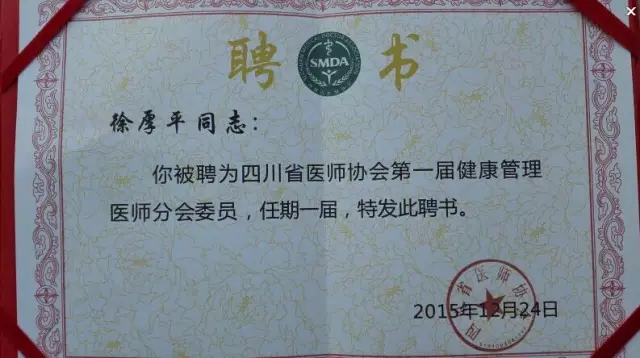 聘 书
SMDA
徐厚平同志：
你被聘为四川省医师协会第一届健康管理
医师分会委员，任期一届，特发此聘书。
2015年12月24日